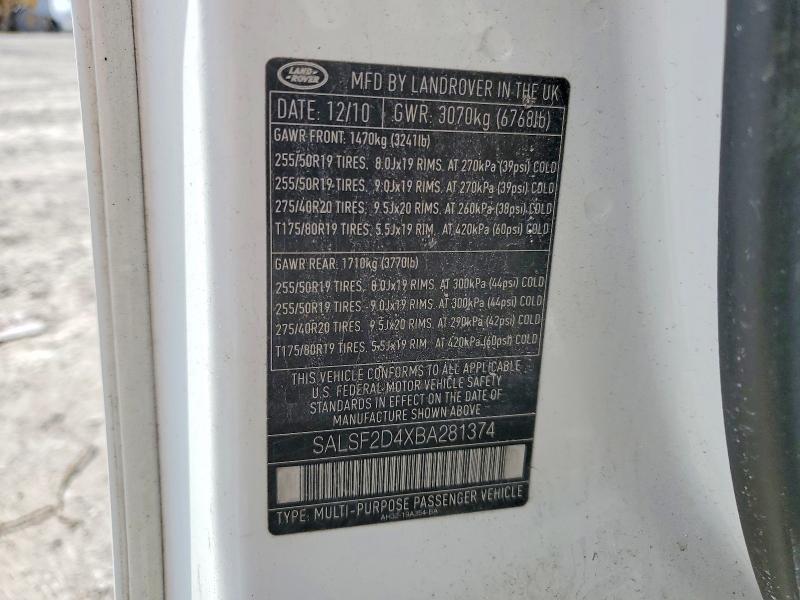 LAND ROVER
MFD BY LANDROVER IN THE UK
DATE: 12/10 GWR: 3070kg (6768lb)
GAWR FRONT: 1470kg (3241lb)
255/50R19 TIRES, 8.0Jx19 RIMS. AT 270kPa (39psi) COLD
255/50R19 TIRES, 9.0Jx19 RIMS. AT 270kPa (39psi) COLD
275/40R20 TIRES, 9.5Jx20 RIMS. AT 260kPa (38psi) COLD
T175/80R19 TIRES, 5.5Jx19 RIM. AT 420kPa (60psi) COLD
GAWR REAR: 1710kg (3770lb)
255/50R19 TIRES, 8.0Jx19 RIMS. AT 300kPa (44psi) COLD
255/50R19 TIRES, 9.0Jx19 RIMS. AT 300kPa (44psi) COLD
275/40R20 TIRES, 9.5Jx20 RIMS. AT 290kPa (42psi) COLD
T175/80R19 TIRES, 5.5Jx19 RIM. AT 420kPa (60psi) COLD
THIS VEHICLE CONFORMS TO ALL APPLICABLE
U.S. FEDERAL MOTOR VEHICLE SAFETY
STANDARDS IN EFFECT ON THE DATE OF
MANUFACTURE SHOWN ABOVE
SALSF2D4XBA281374
TYPE: MULTI-PURPOSE PASSENGER VEHICLE